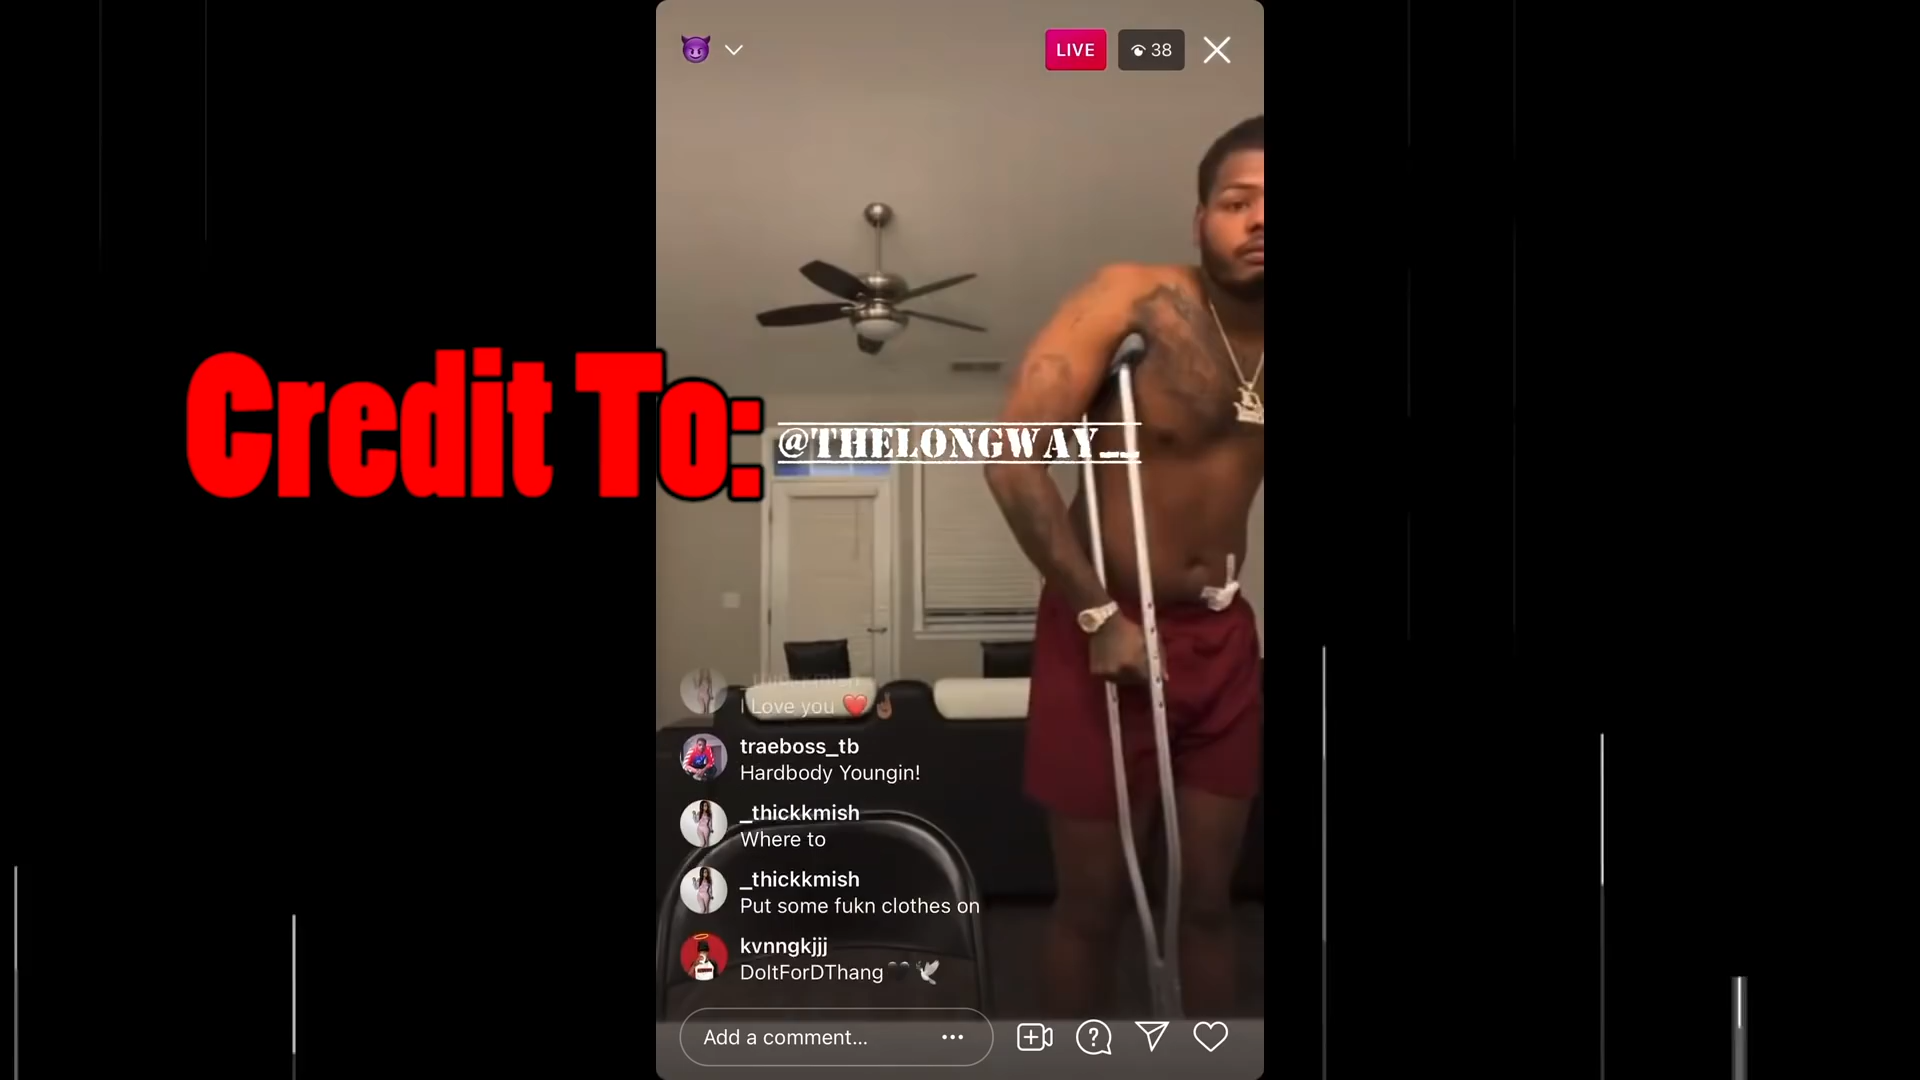 LIVE
38
Credit To:
@THELONGWAY__
_thickkmish
I Love you ❤️
traeboss_tb
Hardbody Youngin!
_thickkmish
Where to
_thickkmish
Put some fukn clothes on
kvnngkjjj
DoItForDThang🖤🕊️
Add a comment...